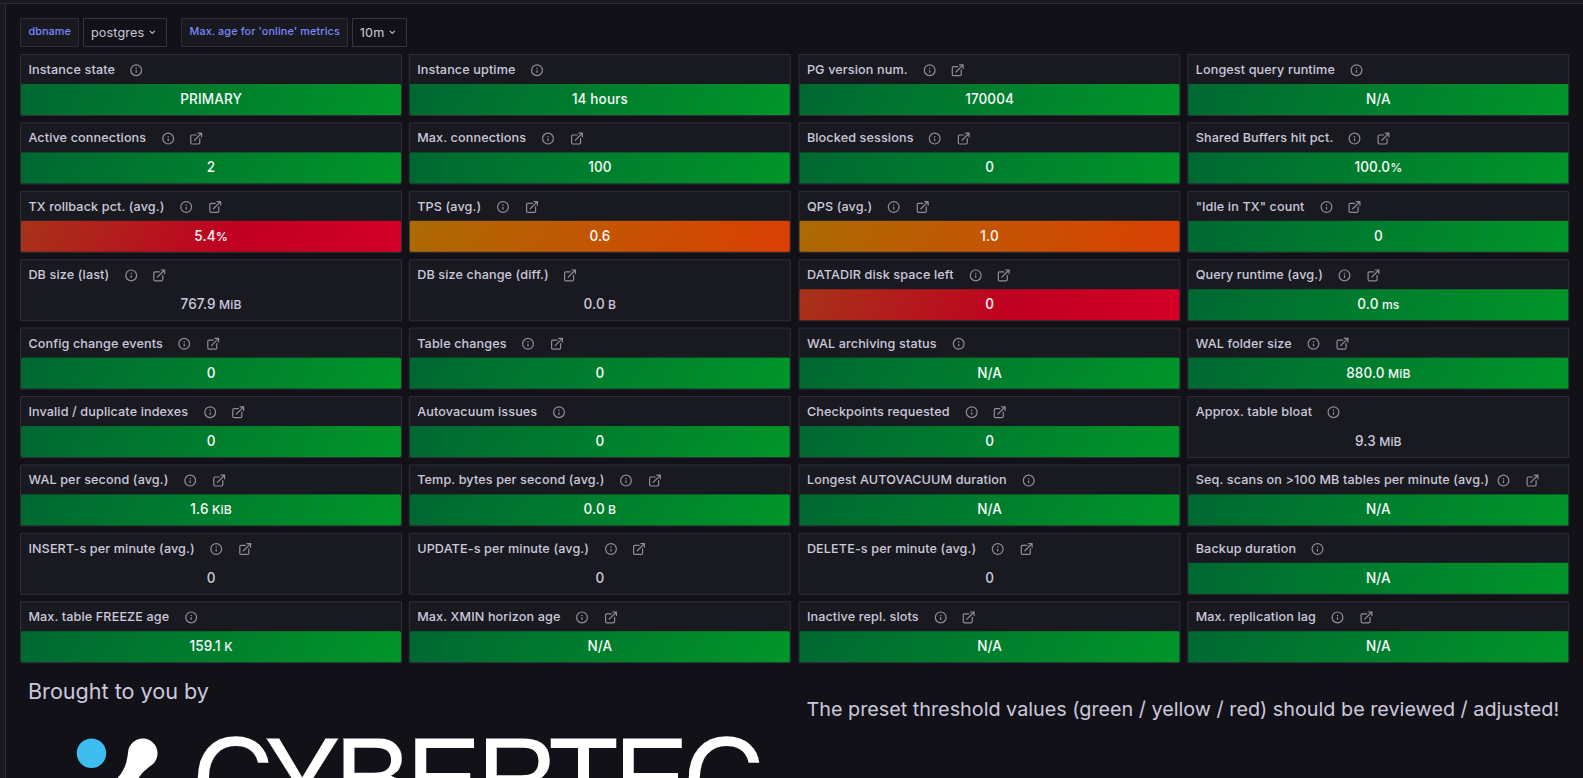 dbname postgres Max. age for 'online' metrics 10m
Instance state Instance uptime PG version num. Longest query runtime
PRIMARY 14 hours 170004 N/A
Active connections Max. connections Blocked sessions Shared Buffers hit pct.
2 100 0 100.0%
TX rollback pct. (avg.) TPS (avg.) QPS (avg.) "Idle in TX" count
5.4% 0.6 1.0 0
DB size (last) DB size change (diff.) DATADIR disk space left Query runtime (avg.)
767.9 MiB 0.0 B 0 0.0 ms
Config change events Table changes WAL archiving status WAL folder size
0 0 N/A 880.0 MiB
Invalid / duplicate indexes Autovacuum issues Checkpoints requested Approx. table bloat
0 0 0 9.3 MiB
WAL per second (avg.) Temp. bytes per second (avg.) Longest AUTOVACUUM duration Seq. scans on >100 MB tables per minute (avg.)
1.6 KiB 0.0 B N/A N/A
INSERT-s per minute (avg.) UPDATE-s per minute (avg.) DELETE-s per minute (avg.) Backup duration
0 0 0 N/A
Max. table FREEZE age Max. XMIN horizon age Inactive repl. slots Max. replication lag
159.1 K N/A N/A N/A
Brought to you by
The preset threshold values (green / yellow / red) should be reviewed / adjusted!
CYBERTEC